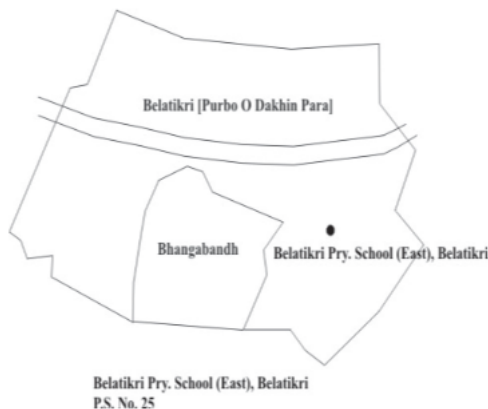 Belatikri [Purbo O Dakhin Para]
Bhangabandh
Belatikri Pry. School (East), Belatikri
Belatikri Pry. School (East), Belatikri
P.S. No. 25